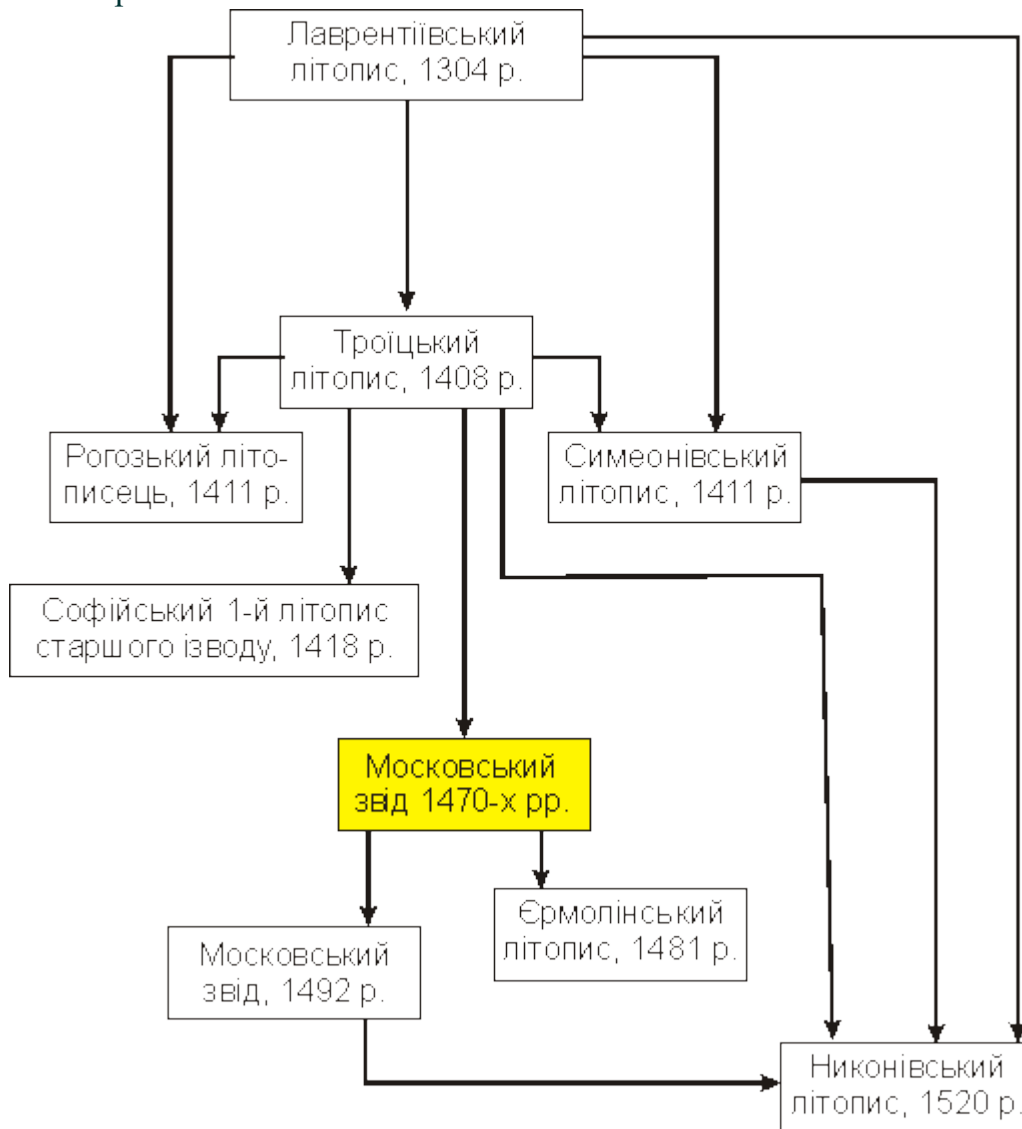 Лаврентіївський
літопис, 1304 р.
Троїцький
літопис, 1408 р.
Рогозький літо-
писець, 1411 р.
Симеонівський
літопис, 1411 р.
Софійський 1-й літопис
старшого ізводу, 1418 р.
Московський
звід 1470-х рр.
Єрмолінський
літопис, 1481 р.
Московський
звід, 1492 р.
Никонівський
літопис, 1520 р.